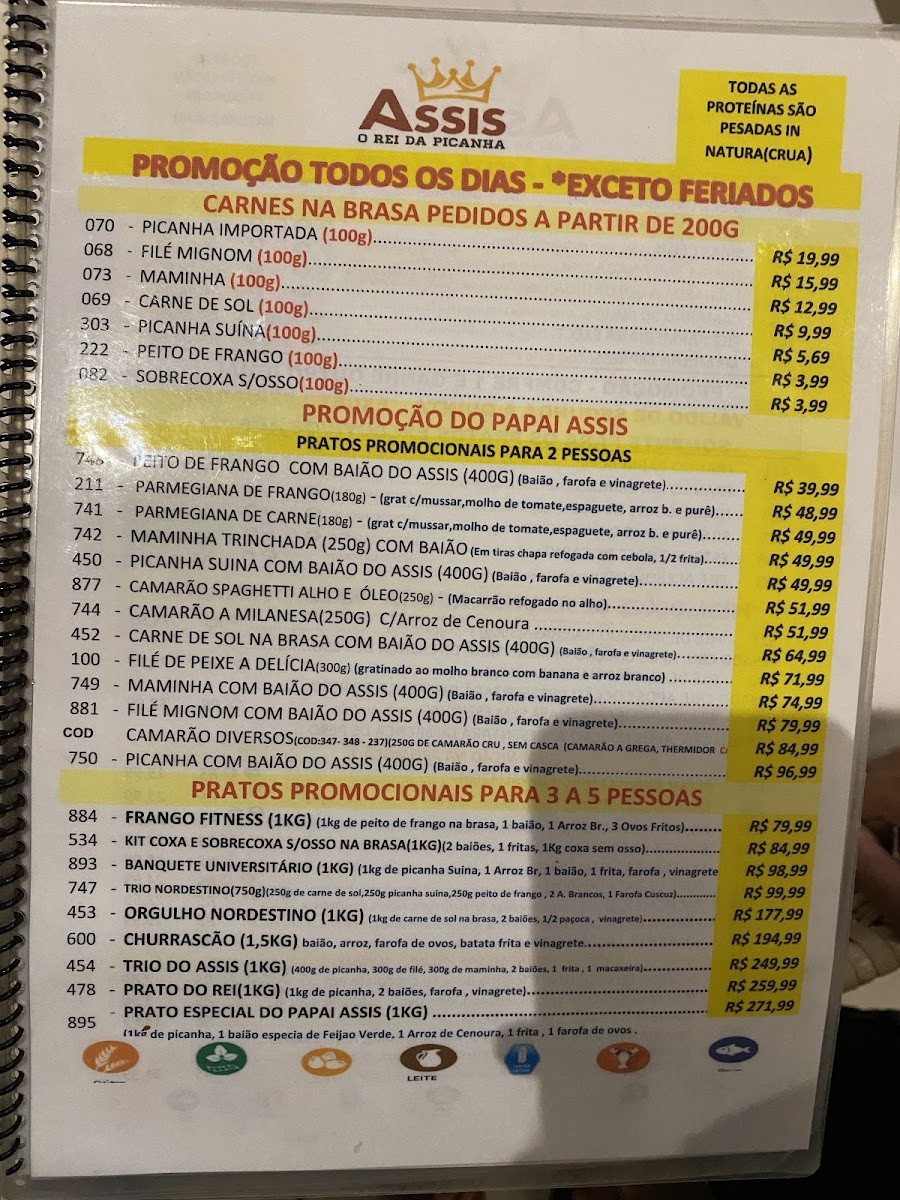 ASSIS
O REI DA PICANHA
TODAS AS
PROTEÍNAS SÃO
PESADAS IN
NATURA(CRUA)
PROMOÇÃO TODOS OS DIAS - *EXCETO FERIADOS
CARNES NA BRASA PEDIDOS A PARTIR DE 200G
070 - PICANHA IMPORTADA (100g) R$ 19,99
068 - FILÉ MIGNOM (100g) R$ 15,99
073 - MAMINHA (100g) R$ 12,99
069 - CARNE DE SOL (100g) R$ 9,99
303 - PICANHA SUÍNA(100g) R$ 5,69
222 - PEITO DE FRANGO (100g) R$ 3,99
082 - SOBRECOXA S/OSSO(100g) R$ 3,99
PROMOÇÃO DO PAPAI ASSIS
PRATOS PROMOCIONAIS PARA 2 PESSOAS
748 - PEITO DE FRANGO COM BAIÃO DO ASSIS (400G) (Baião , farofa e vinagrete) R$ 39,99
211 - PARMEGIANA DE FRANGO(180g) - (grat c/mussar,molho de tomate,espaguete, arroz b. e purê) R$ 48,99
741 - PARMEGIANA DE CARNE(180g) - (grat c/mussar,molho de tomate,espaguete, arroz b. e purê) R$ 49,99
742 - MAMINHA TRINCHADA (250g) COM BAIÃO (Em tiras chapa refogada com cebola, 1/2 frita) R$ 49,99
450 - PICANHA SUINA COM BAIÃO DO ASSIS (400G) (Baião , farofa e vinagrete) R$ 49,99
877 - CAMARÃO SPAGHETTI ALHO E ÓLEO(250g) - (Macarrão refogado no alho) R$ 51,99
744 - CAMARÃO A MILANESA(250G) C/Arroz de Cenoura R$ 51,99
452 - CARNE DE SOL NA BRASA COM BAIÃO DO ASSIS (400G) (Baião , farofa e vinagrete) R$ 64,99
100 - FILÉ DE PEIXE A DELÍCIA(300g) (gratinado ao molho branco com banana e arroz branco) R$ 71,99
749 - MAMINHA COM BAIÃO DO ASSIS (400G) (Baião , farofa e vinagrete) R$ 74,99
881 - FILÉ MIGNOM COM BAIÃO DO ASSIS (400G) (Baião , farofa e vinagrete) R$ 79,99
COD CAMARÃO DIVERSOS(COD:347- 348 - 237)(250G DE CAMARÃO CRU , SEM CASCA (CAMARÃO A GREGA, THERMIDOR R$ 84,99
750 - PICANHA COM BAIÃO DO ASSIS (400G) (Baião , farofa e vinagrete) R$ 96,99
PRATOS PROMOCIONAIS PARA 3 A 5 PESSOAS
884 - FRANGO FITNESS (1KG) (1kg de peito de frango na brasa, 1 baião, 1 Arroz Br., 3 Ovos Fritos) R$ 79,99
534 - KIT COXA E SOBRECOXA S/OSSO NA BRASA(1KG)(2 baiões, 1 fritas, 1Kg coxa sem osso) R$ 84,99
893 - BANQUETE UNIVERSITÁRIO (1KG) (1kg de picanha Suina, 1 Arroz Br, 1 baião, 1 frita, farofa , vinagrete R$ 98,99
747 - TRIO NORDESTINO(750g)(250g de carne de sol,250g picanha suina,250g peito de frango , 2 A. Brancos, 1 Farofa Cuscuz) R$ 99,99
453 - ORGULHO NORDESTINO (1KG) (1kg de carne de sol na brasa, 2 baiões, 1/2 paçoca , vinagrete) R$ 177,99
600 - CHURRASCÃO (1,5KG) baião, arroz, farofa de ovos, batata frita e vinagrete R$ 194,99
454 - TRIO DO ASSIS (1KG) (400g de picanha, 300g de filé, 300g de maminha, 2 baiões, 1 frita , 1 macaxeira) R$ 249,99
478 - PRATO DO REI(1KG) (1kg de picanha, 2 baiões, farofa , vinagrete) R$ 259,99
895 - PRATO ESPECIAL DO PAPAI ASSIS (1KG) R$ 271,99
(1kg de picanha, 1 baião especia de Feijao Verde, 1 Arroz de Cenoura, 1 frita , 1 farofa de ovos .
LEITE